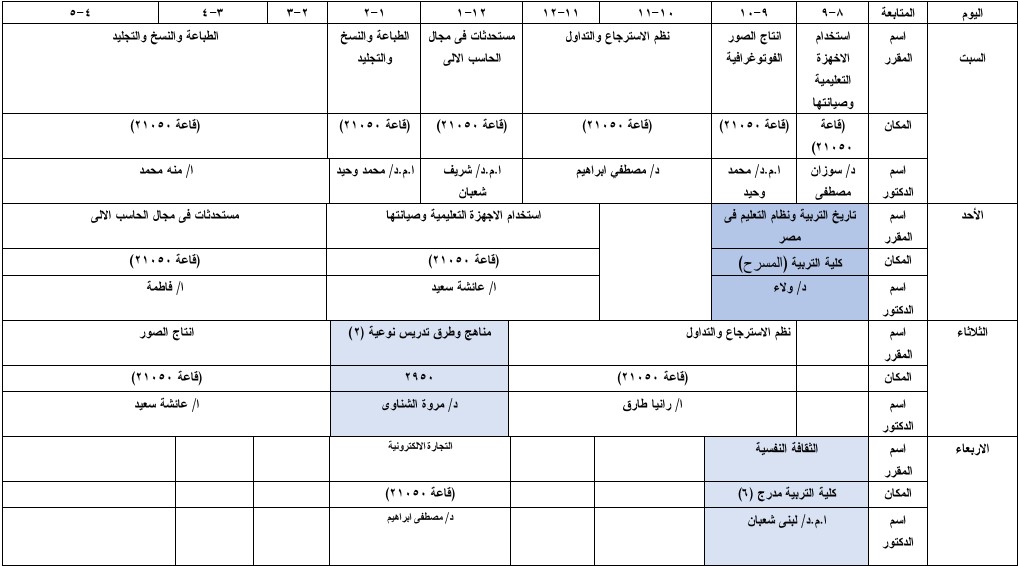 اليوم المتابعة ٨-٩ ٩-١٠ ١٠-١١ ١١-١٢ ١٢-١ ١-٢ ٢-٣ ٣-٤ ٤-٥
السبت
اسم المقرر
استخدام الاخهزة التعليمية وصيانتها
انتاج الصور الفوتوغرافية
نظم الاسترجاع والتداول
مستحدثات فى مجال الحاسب الالى
الطباعة والنسخ والتجليد
الطباعة والنسخ والتجليد
المكان
(قاعة ٢١٠٥٠)
(قاعة ٢١٠٥٠)
(قاعة ٢١٠٥٠)
(قاعة ٢١٠٥٠)
(قاعة ٢١٠٥٠)
(قاعة ٢١٠٥٠)
اسم الدكتور
د/ سوزان مصطفى
ا.م.د/ محمد وحيد
د/ مصطفي ابراهيم
ا.م.د/ شريف شعبان
ا.م.د/ محمد وحيد
ا/ منه محمد
الأحد
اسم المقرر
تاريخ التربية ونظام التعليم فى مصر
استخدام الاجهزة التعليمية وصيانتها
مستحدثات فى مجال الحاسب الالى
المكان
كلية التربية (المسرح)
(قاعة ٢١٠٥٠)
(قاعة ٢١٠٥٠)
اسم الدكتور
د/ ولاء
ا/ عائشة سعيد
ا/ فاطمة
الثلاثاء
اسم المقرر
نظم الاسترجاع والتداول
مناهج وطرق تدريس نوعية (٢)
انتاج الصور
المكان
(قاعة ٢١٠٥٠)
٢٩٥٠
(قاعة ٢١٠٥٠)
اسم الدكتور
ا/ رانيا طارق
د/ مروة الشناوى
ا/ عائشة سعيد
الاربعاء
اسم المقرر
الثقافة النفسية
التجارة الالكترونية
المكان
كلية التربية مدرج (٦)
(قاعة ٢١٠٥٠)
اسم الدكتور
ا.م.د/ لبنى شعبان
د/ مصطفى ابراهيم